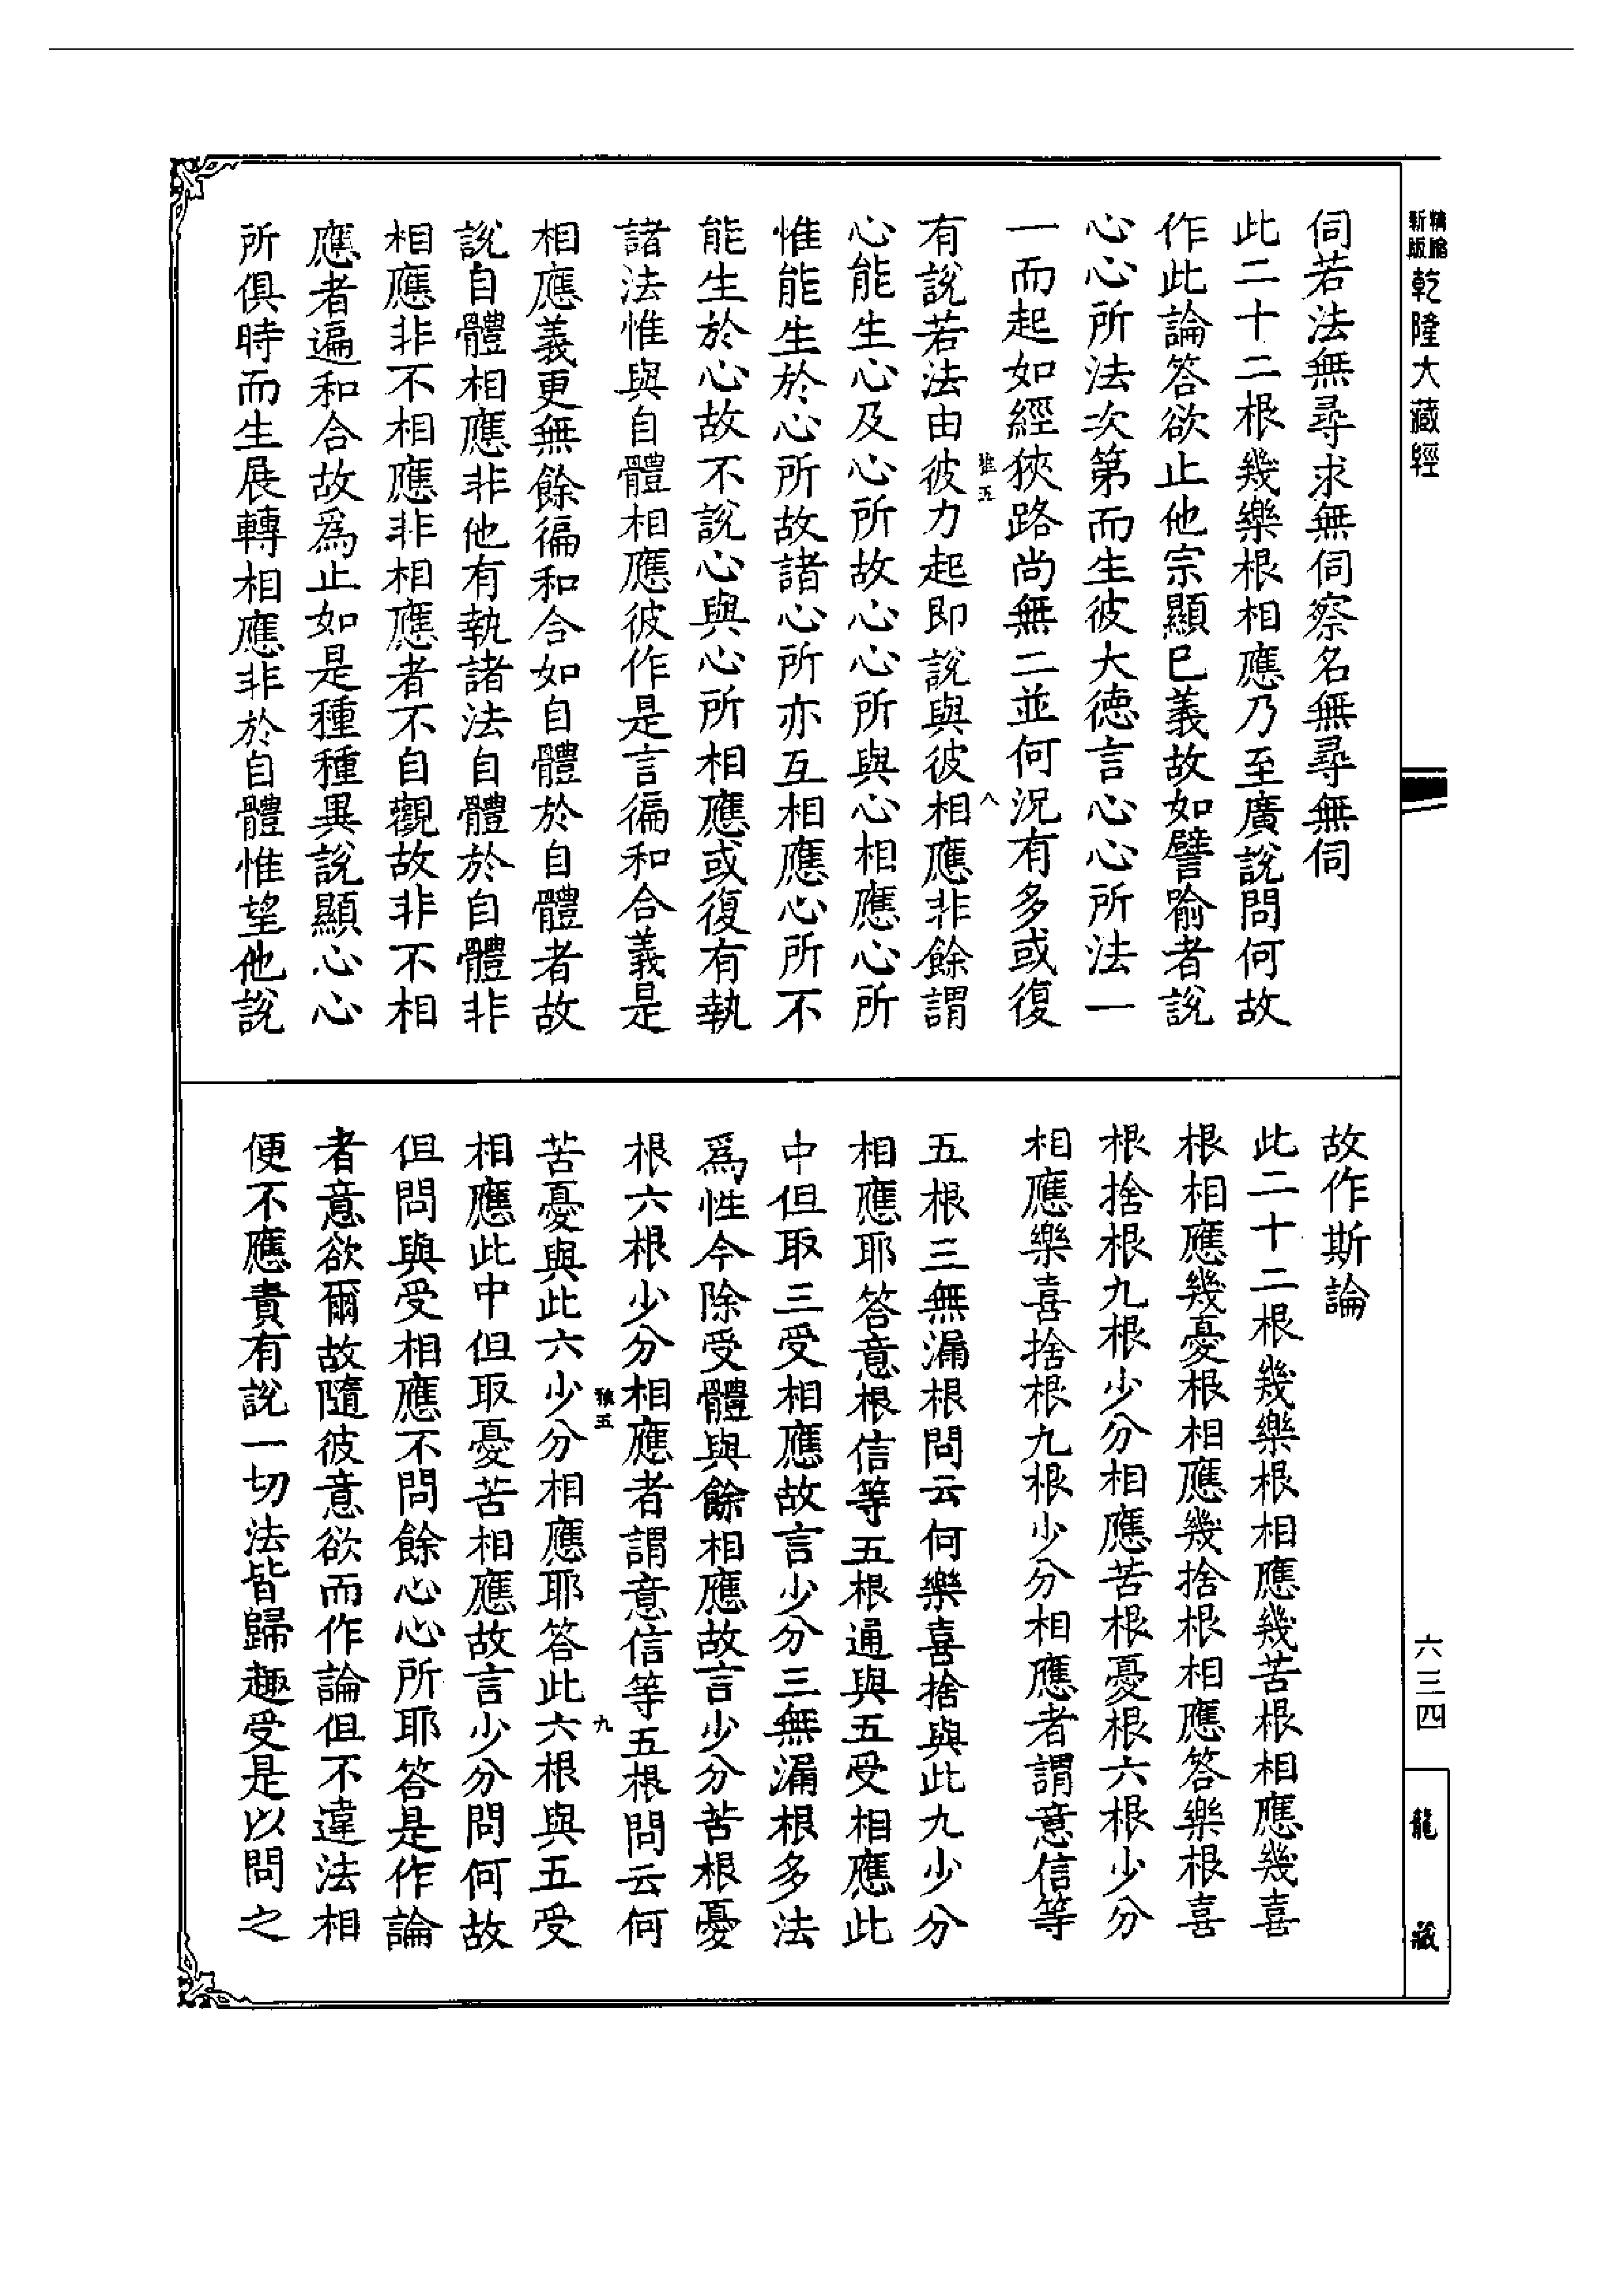 新版
精縮
乾隆大藏經
伺若法無尋求無伺察名無尋無伺
此二十二根幾樂根相應乃至廣說問何故
作此論答欲止他宗顯已義故如譬喻者說
心心所法次第而生彼大德言心心所法一
一而起如經狹路尚無二並何況有多或復
有說若法由彼力起即說與彼相應非餘謂
心能生心及心所故心心所與心相應心所
惟能生於心所故諸心所亦互相應心所不
能生於心故不說心與心所相應或復有執
諸法惟與自體相應彼作是言徧和合義是
相應義更無餘徧和合如自體於自體者故
說自體相應非他有執諸法自體於自體非
相應非不相應非相應者不自觀故非不相
應者遍和合故為止如是種種異說顯心心
所俱時而生展轉相應非於自體惟望他說
五
八
故作斯論
此二十二根幾樂根相應幾苦根相應幾喜
根相應幾憂根相應幾捨根相應答樂根喜
根捨根九根少分相應苦根憂根六根少分
相應樂喜捨根九根少分相應者謂意信等
五根三無漏根問云何樂喜捨與此九少分
相應耶答意根信等五根通與五受相應此
中但取三受相應故言少分三無漏根多法
為性今除受體與餘相應故言少分苦根憂
根六根少分相應者謂意信等五根問云何
苦憂與此六少分相應耶答此六根與五受
相應此中但取憂苦相應故言少分問何故
但問與受相應不問餘心心所耶答是作論
者意欲爾故隨彼意欲而作論但不違法相
便不應責有說一切法皆歸趣受是以問之
五
九
六三四
龍藏